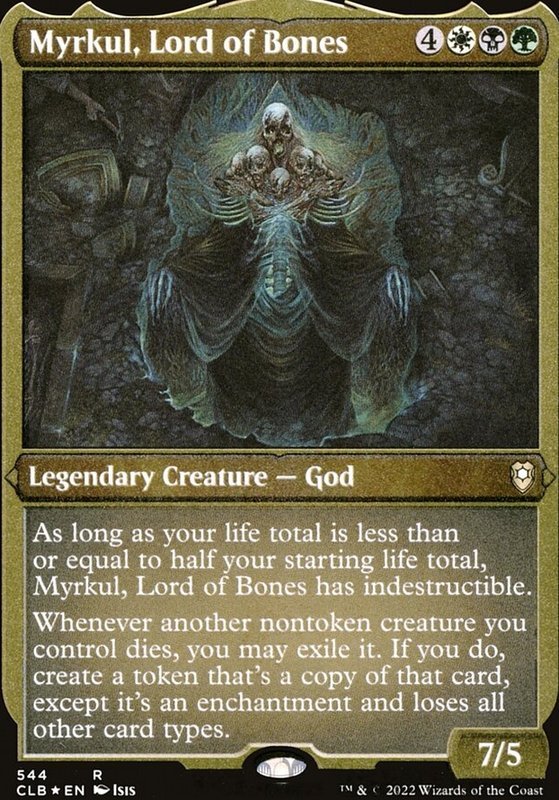 Myrkul, Lord of Bones 4
Legendary Creature — God
As long as your life total is less than
or equal to half your starting life total,
Myrkul, Lord of Bones has indestructible.
Whenever another nontoken creature you
control dies, you may exile it. If you do,
create a token that's a copy of that card,
except it's an enchantment and loses all
other card types.
7/5
544 R
CLB★EN Isis
™ & © 2022 Wizards of the Coast